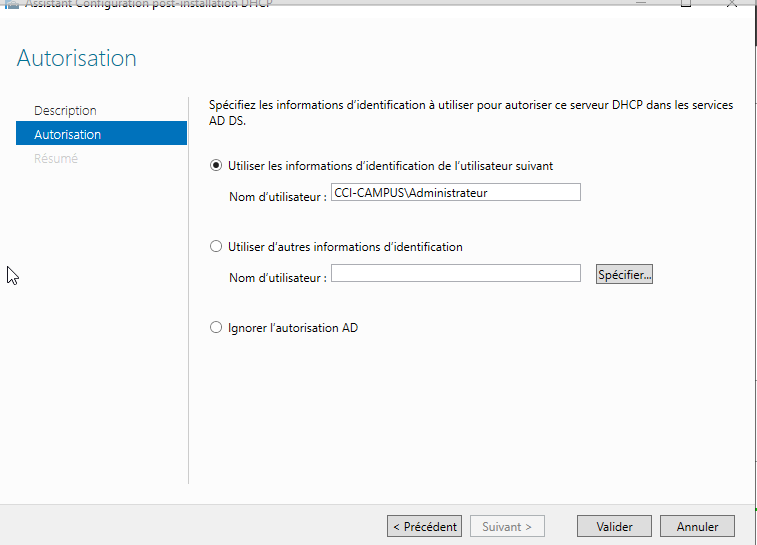 Assistant Configuration post-installation DHCP
Autorisation
Description
Autorisation
Résumé
Spécifiez les informations d’identification à utiliser pour autoriser ce serveur DHCP dans les services
AD DS.
Utiliser les informations d’identification de l’utilisateur suivant
Nom d’utilisateur : CCI-CAMPUS\Administrateur
Utiliser d’autres informations d’identification
Nom d’utilisateur :
Spécifier...
Ignorer l’autorisation AD
< Précédent
Suivant >
Valider
Annuler